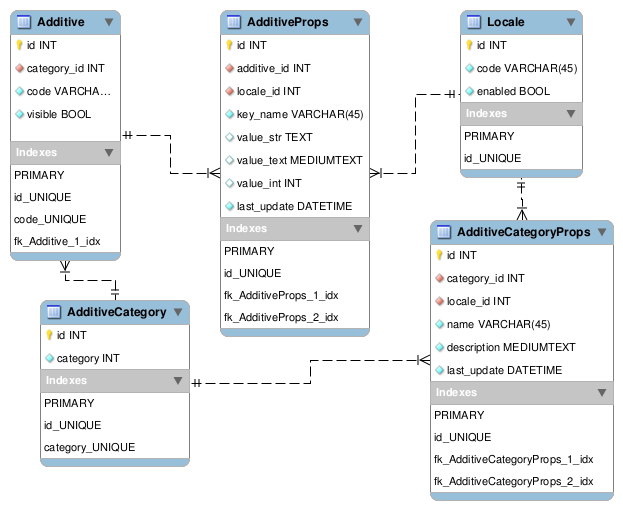 Additive
id INT
category_id INT
code VARCHA...
visible BOOL
Indexes
PRIMARY
id_UNIQUE
code_UNIQUE
fk_Additive_1_idx
AdditiveProps
id INT
additive_id INT
locale_id INT
key_name VARCHAR(45)
value_str TEXT
value_text MEDIUMTEXT
value_int INT
last_update DATETIME
Indexes
PRIMARY
id_UNIQUE
fk_AdditiveProps_1_idx
fk_AdditiveProps_2_idx
Locale
id INT
code VARCHAR(45)
enabled BOOL
Indexes
PRIMARY
id_UNIQUE
AdditiveCategory
id INT
category INT
Indexes
PRIMARY
id_UNIQUE
category_UNIQUE
AdditiveCategoryProps
id INT
category_id INT
locale_id INT
name VARCHAR(45)
description MEDIUMTEXT
last_update DATETIME
Indexes
PRIMARY
id_UNIQUE
fk_AdditiveCategoryProps_1_idx
fk_AdditiveCategoryProps_2_idx